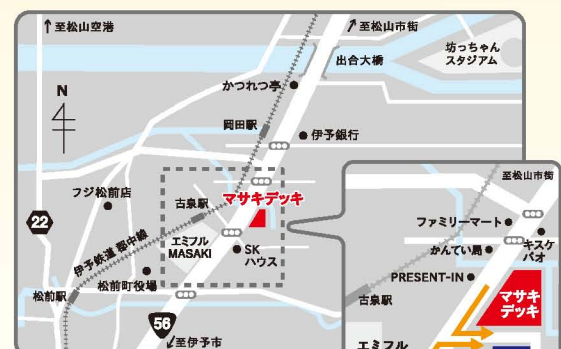 ↑至松山空港
↗至松山市街
坊っちゃん
スタジアム
出合大橋
N
かつれつ亭
岡田駅
伊予銀行
至松山市街
フジ松前店
古泉駅
マサキデッキ
22
伊予鉄道 郡中線
エミフル
MASAKI
SK
ハウス
ファミリーマート
かんてい局
キスケ
パオ
PRESENT-IN
松前駅
松前町役場
古泉駅
マサキ
デッキ
56
↙至伊予市
エミフル